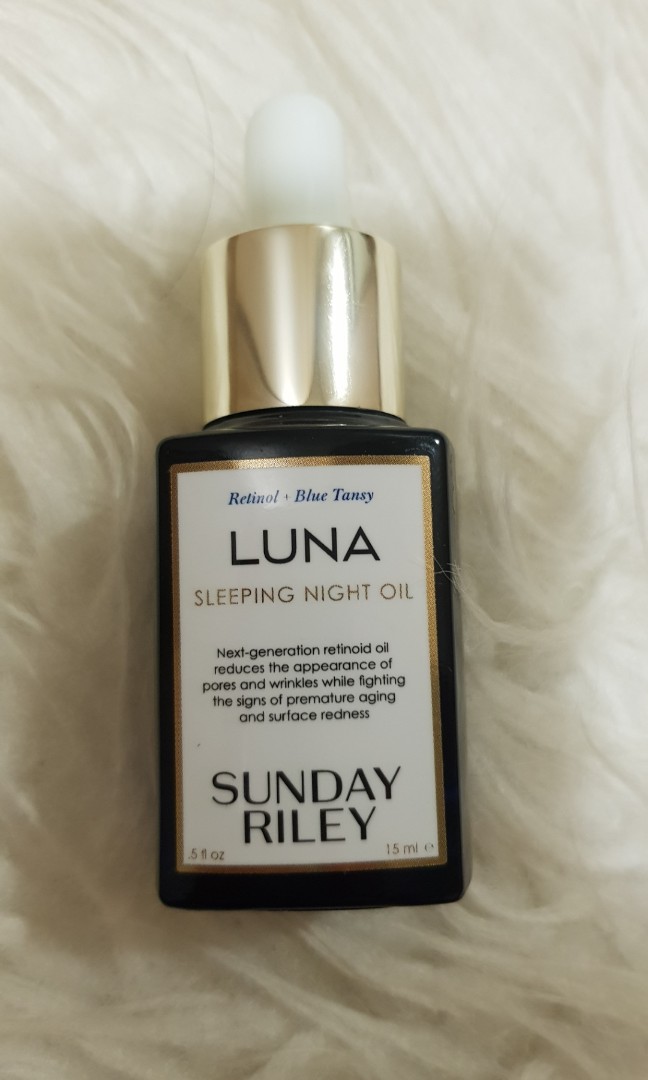 Retinol + Blue Tansy
LUNA
SLEEPING NIGHT OIL
Next-generation retinoid oil
reduces the appearance of
pores and wrinkles while fighting
the signs of premature aging
and surface redness
SUNDAY
RILEY
.5 fl oz 15 ml ℮